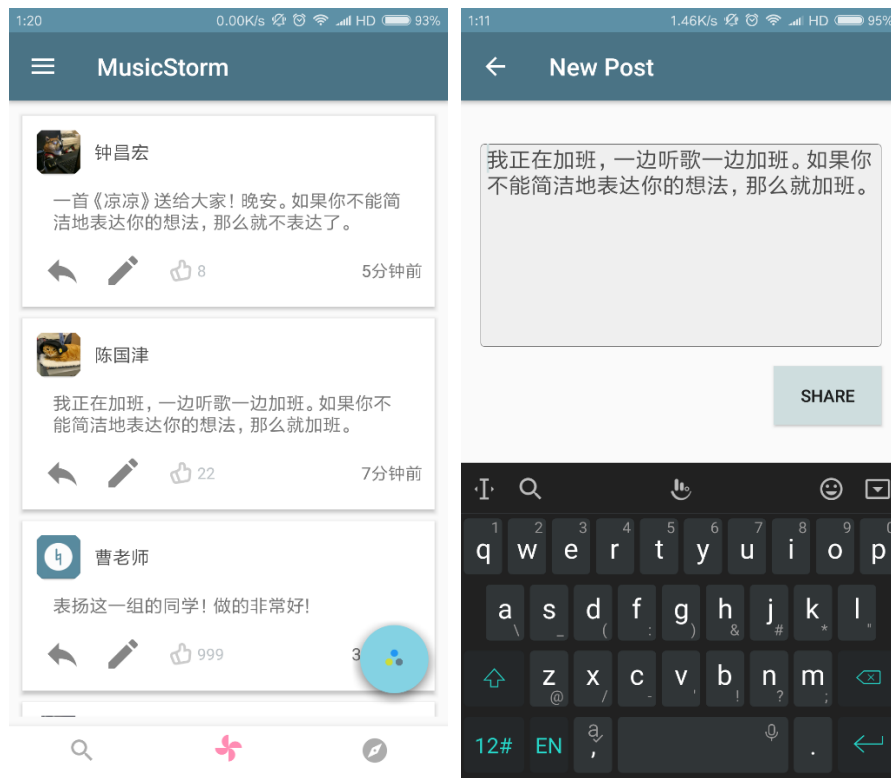 1:20
0.00K/s
HD
93%
MusicStorm
钟昌宏
一首《凉凉》送给大家！晚安。如果你不能简
洁地表达你的想法，那么就不表达了。
8
5分钟前
陈国津
我正在加班，一边听歌一边加班。如果你不
能简洁地表达你的想法，那么就加班。
22
7分钟前
曹老师
表扬这一组的同学！做的非常好!
999
3
1:11
1.46K/s
HD
95%
New Post
我正在加班，一边听歌一边加班。如果你
不能简洁地表达你的想法，那么就加班。
SHARE
1 2 3 4 5 6 7 8 9 0
q w e r t y u i o p
a s d f g h j k l
\ _ ( : ) & # * "
z x c v b n m
@ / - ' ! ? ;
12# EN , .